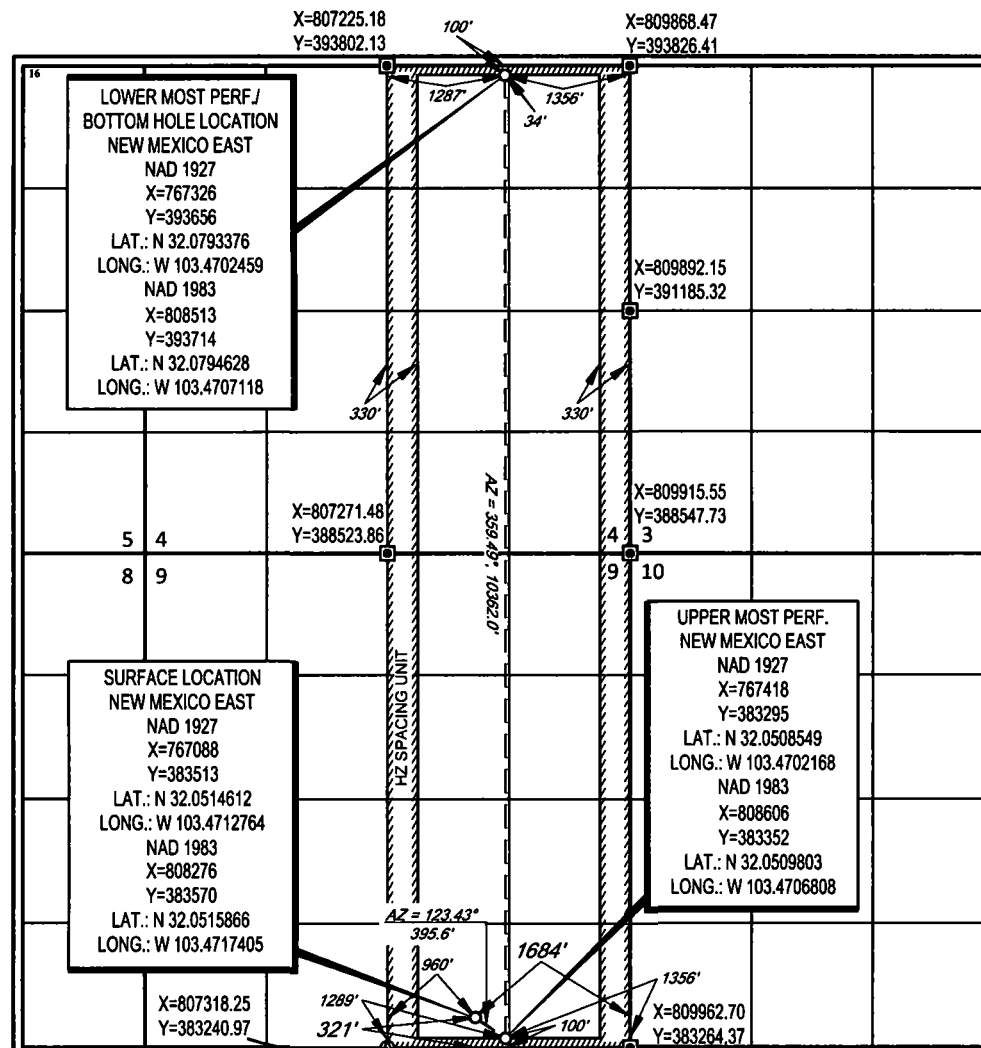 X=807225.18
Y=393802.13
100'
X=809868.47
Y=393826.41
16
1287'
1356'
34'
LOWER MOST PERF./
BOTTOM HOLE LOCATION
NEW MEXICO EAST
NAD 1927
X=767326
Y=393656
LAT.: N 32.0793376
LONG.: W 103.4702459
NAD 1983
X=808513
Y=393714
LAT.: N 32.0794628
LONG.: W 103.4707118
X=809892.15
Y=391185.32
330'
330'
AZ = 359.49°, 10362.0'
X=807271.48
Y=388523.86
X=809915.55
Y=388547.73
5 4
4 3
8 9
9 10
HZ SPACING UNIT
UPPER MOST PERF.
NEW MEXICO EAST
NAD 1927
X=767418
Y=383295
LAT.: N 32.0508549
LONG.: W 103.4702168
NAD 1983
X=808606
Y=383352
LAT.: N 32.0509803
LONG.: W 103.4706808
SURFACE LOCATION
NEW MEXICO EAST
NAD 1927
X=767088
Y=383513
LAT.: N 32.0514612
LONG.: W 103.4712764
NAD 1983
X=808276
Y=383570
LAT.: N 32.0515866
LONG.: W 103.4717405
AZ = 123.43°
395.6'
960'
1684'
1356'
1289'
321'
100'
X=807318.25
Y=383240.97
X=809962.70
Y=383264.37